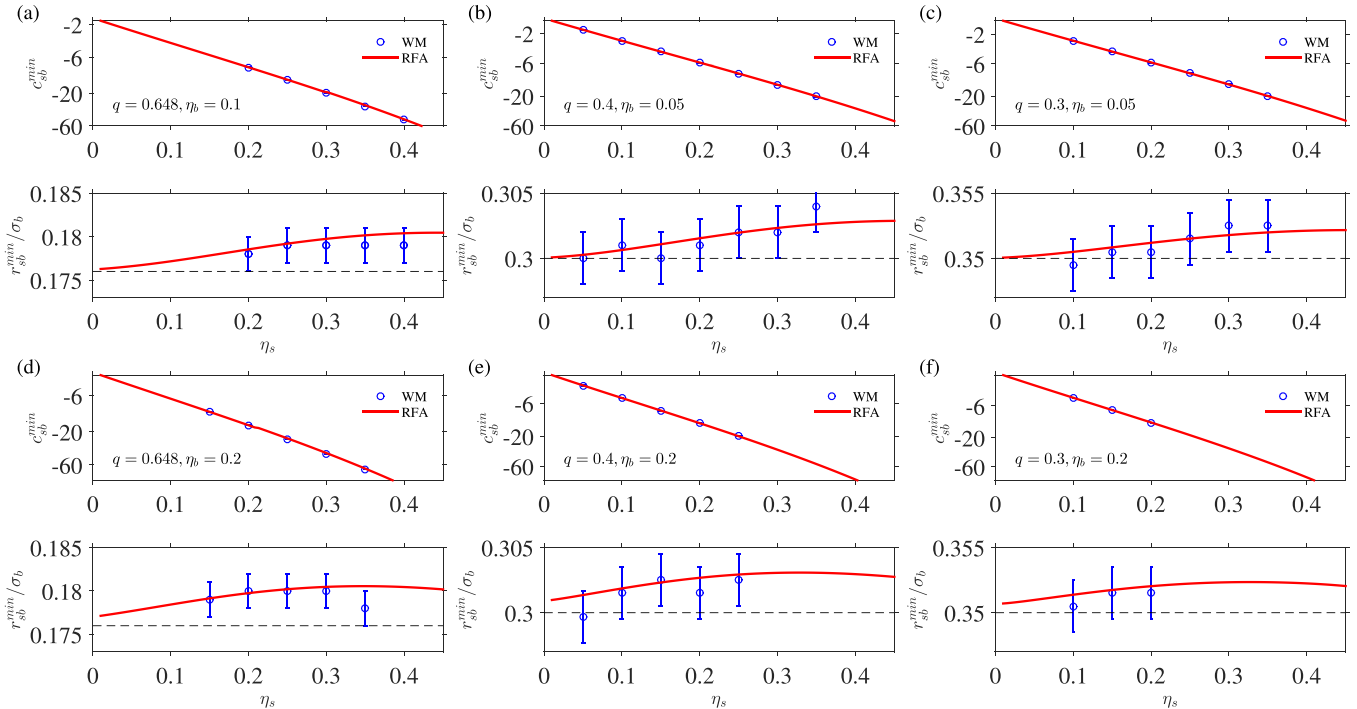 (a)
-2
-6
-20
-60
c_{sb}^{min}
WM
RFA
q = 0.648, η_b = 0.1
0 0.1 0.2 0.3 0.4
0.185
0.18
0.175
r_{sb}^{min}/σ_b
0 0.1 0.2 0.3 0.4
η_s
(b)
-2
-6
-20
-60
c_{sb}^{min}
WM
RFA
q = 0.4, η_b = 0.05
0 0.1 0.2 0.3 0.4
0.305
0.3
r_{sb}^{min}/σ_b
0 0.1 0.2 0.3 0.4
η_s
(c)
-2
-6
-20
-60
c_{sb}^{min}
WM
RFA
q = 0.3, η_b = 0.05
0 0.1 0.2 0.3 0.4
0.355
0.35
r_{sb}^{min}/σ_b
0 0.1 0.2 0.3 0.4
η_s
(d)
-6
-20
-60
c_{sb}^{min}
WM
RFA
q = 0.648, η_b = 0.2
0 0.1 0.2 0.3 0.4
0.185
0.18
0.175
r_{sb}^{min}/σ_b
0 0.1 0.2 0.3 0.4
η_s
(e)
-6
-20
-60
c_{sb}^{min}
WM
RFA
q = 0.4, η_b = 0.2
0 0.1 0.2 0.3 0.4
0.305
0.3
r_{sb}^{min}/σ_b
0 0.1 0.2 0.3 0.4
η_s
(f)
-6
-20
-60
c_{sb}^{min}
WM
RFA
q = 0.3, η_b = 0.2
0 0.1 0.2 0.3 0.4
0.355
0.35
r_{sb}^{min}/σ_b
0 0.1 0.2 0.3 0.4
η_s